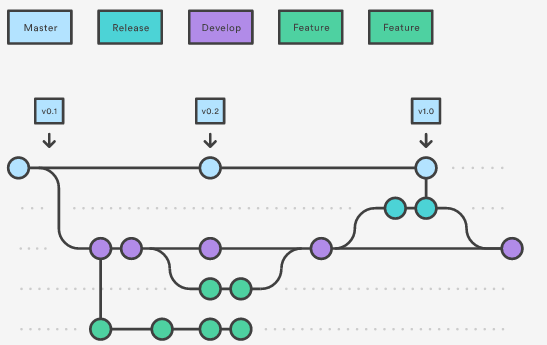 Master
Release
Develop
Feature
Feature
v0.1
v0.2
v1.0